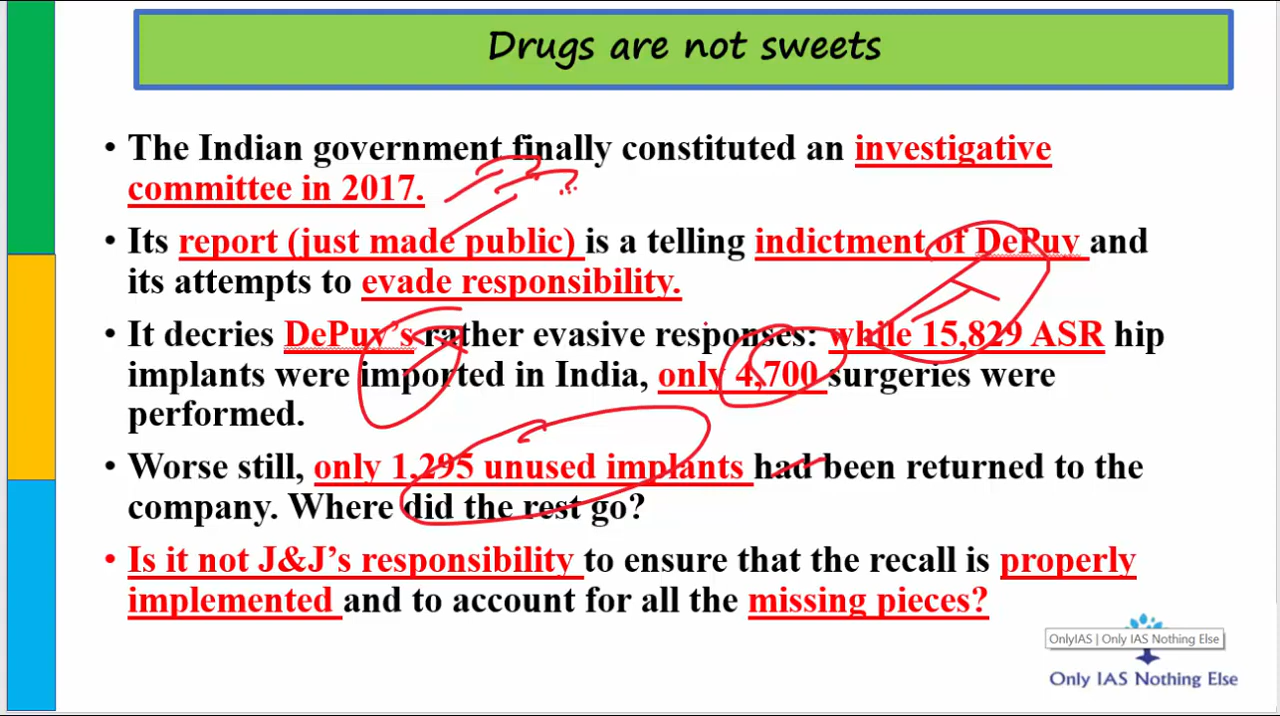 Drugs are not sweets
• The Indian government finally constituted an investigative
committee in 2017.
• Its report (just made public) is a telling indictment of DePuy and
its attempts to evade responsibility.
• It decries DePuy’s rather evasive responses: while 15,829 ASR hip
implants were imported in India, only 4,700 surgeries were
performed.
• Worse still, only 1,295 unused implants had been returned to the
company. Where did the rest go?
• Is it not J&J’s responsibility to ensure that the recall is properly
implemented and to account for all the missing pieces?
OnlyIAS | Only IAS Nothing Else
Only IAS Nothing Else